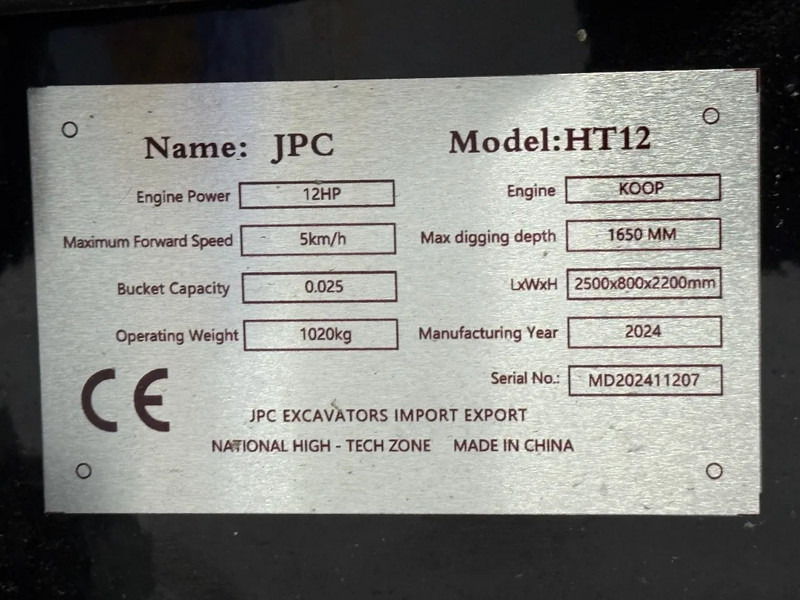 Name: JPC Model:HT12
Engine Power 12HP Engine KOOP
Maximum Forward Speed 5km/h Max digging depth 1650 MM
Bucket Capacity 0.025 LxWxH 2500x800x2200mm
Operating Weight 1020kg Manufacturing Year 2024
Serial No.: MD202411207
CE
JPC EXCAVATORS IMPORT EXPORT
NATIONAL HIGH - TECH ZONE MADE IN CHINA